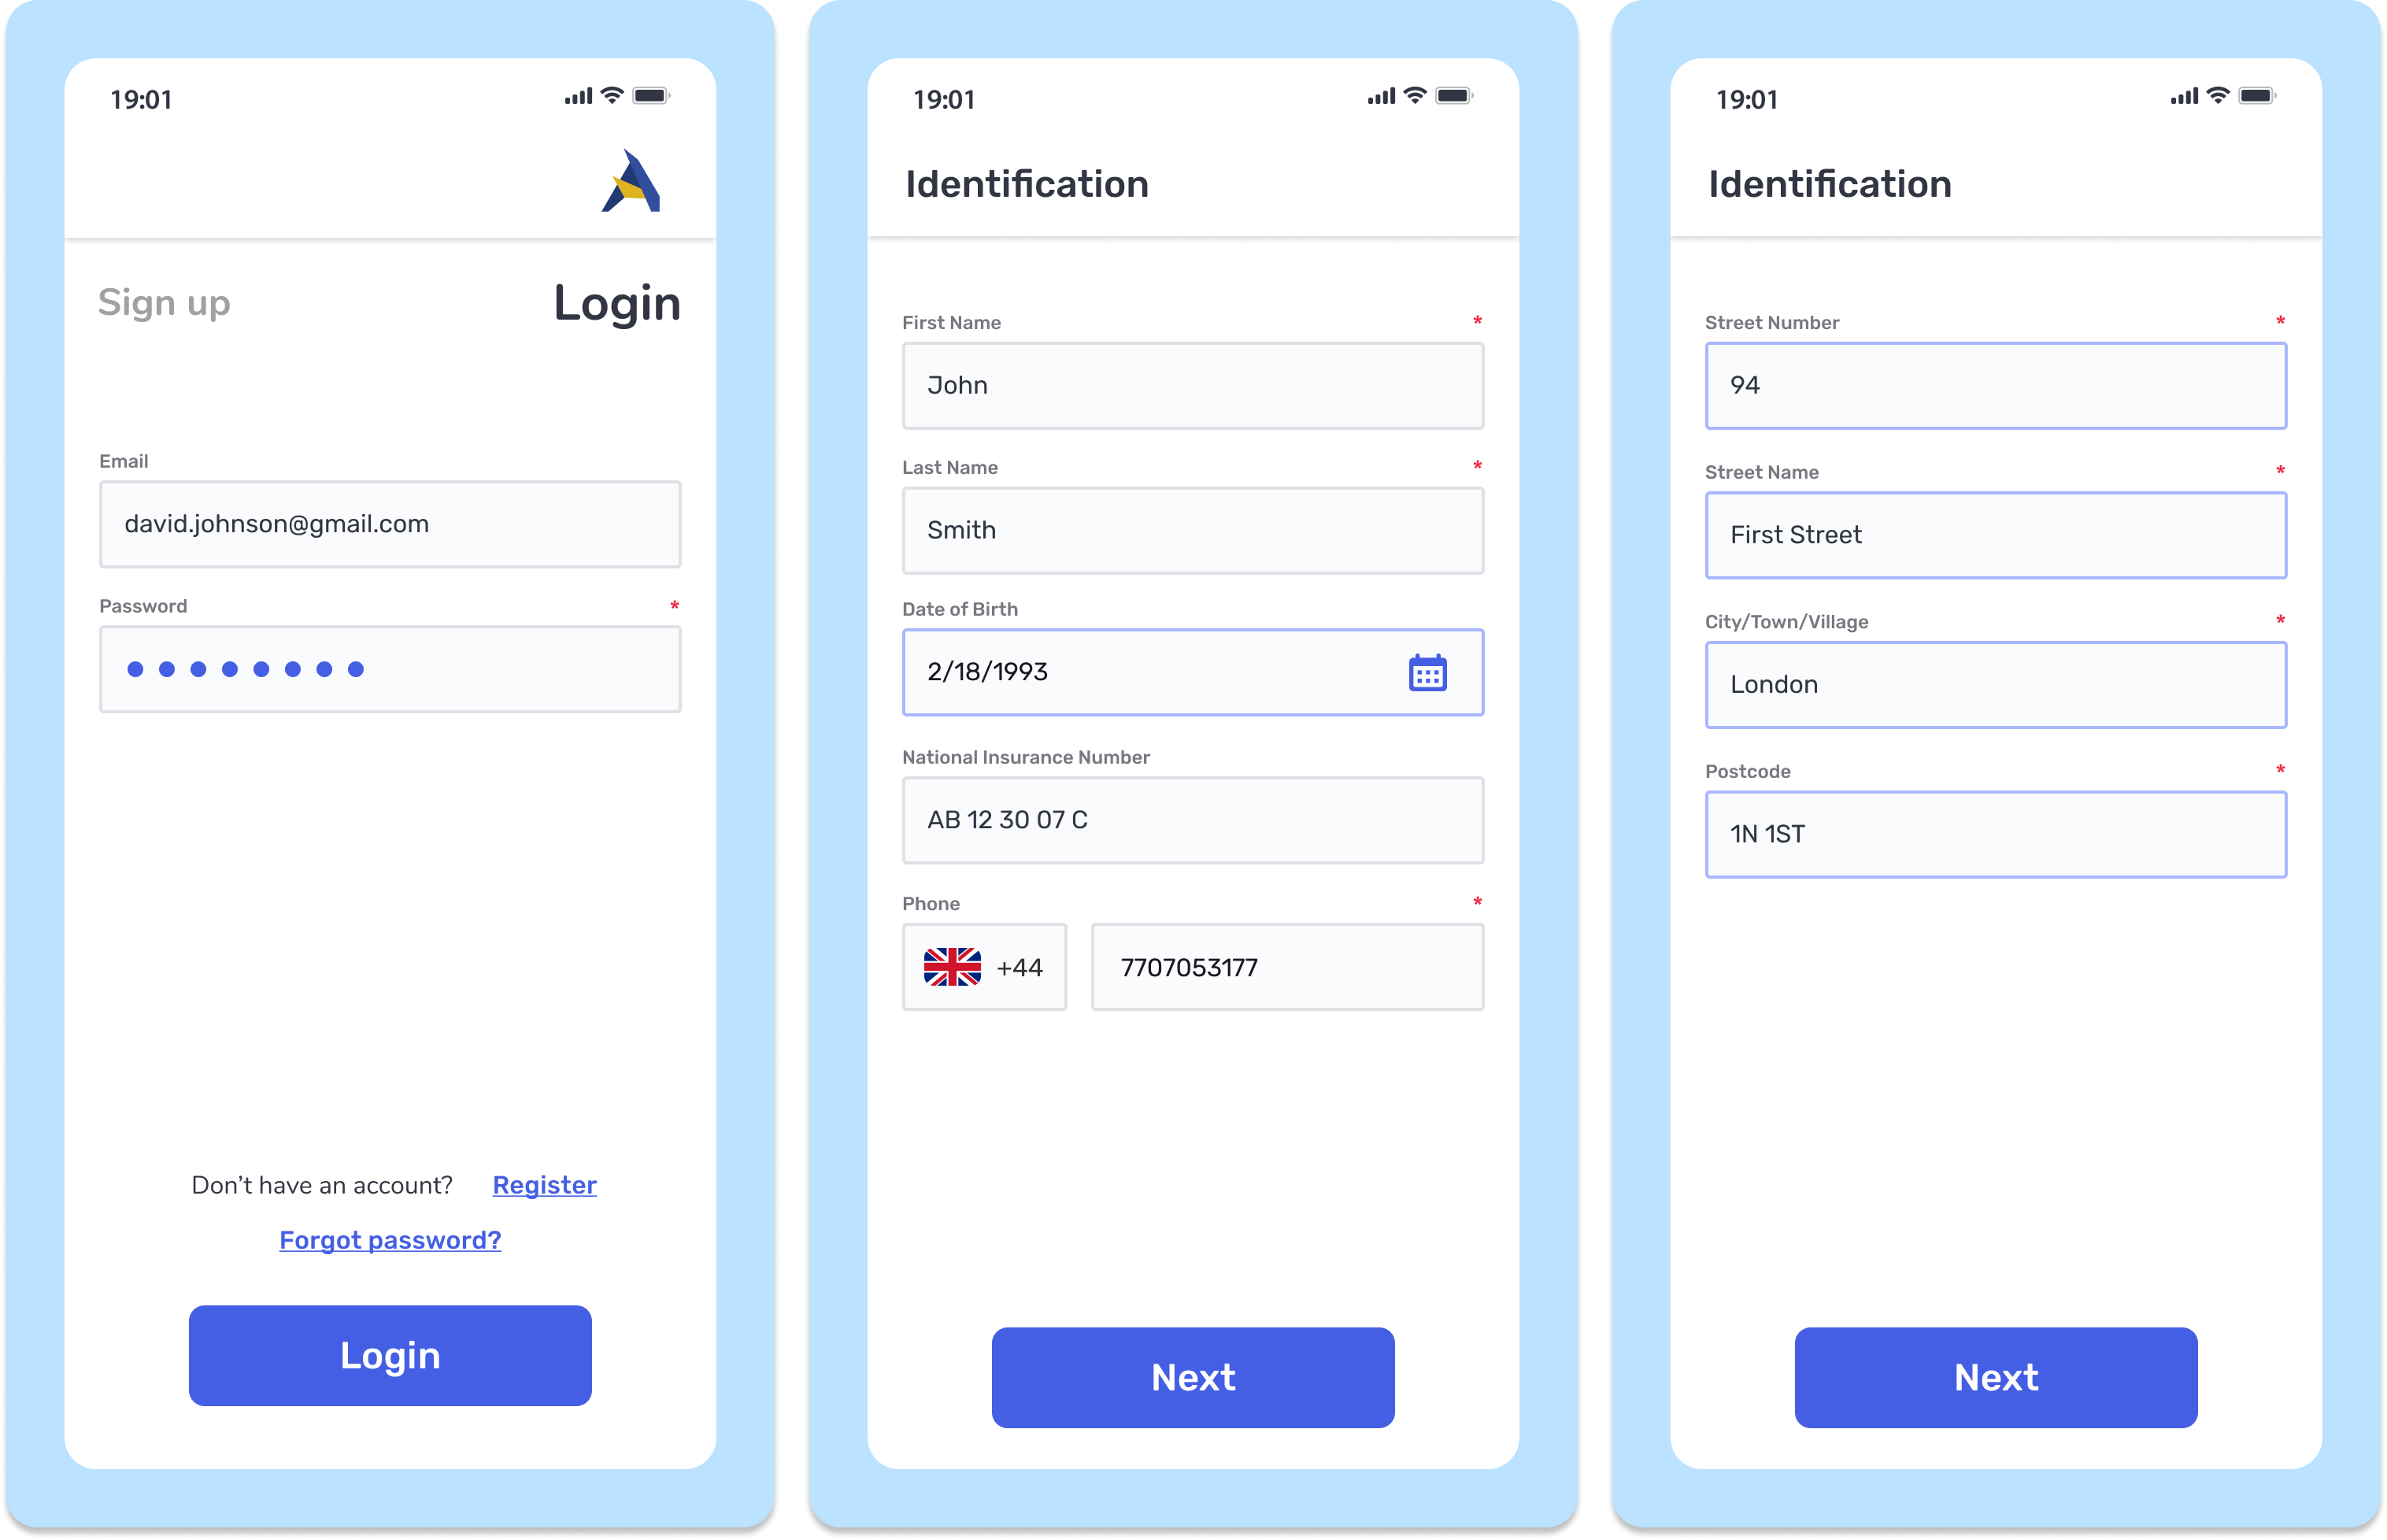 19:01
Sign up
Login
Email
david.johnson@gmail.com
Password *
Don’t have an account? Register
Forgot password?
Login
19:01
Identification
First Name *
John
Last Name *
Smith
Date of Birth
2/18/1993
National Insurance Number
AB 12 30 07 C
Phone *
+44 7707053177
Next
19:01
Identification
Street Number *
94
Street Name *
First Street
City/Town/Village *
London
Postcode *
1N 1ST
Next